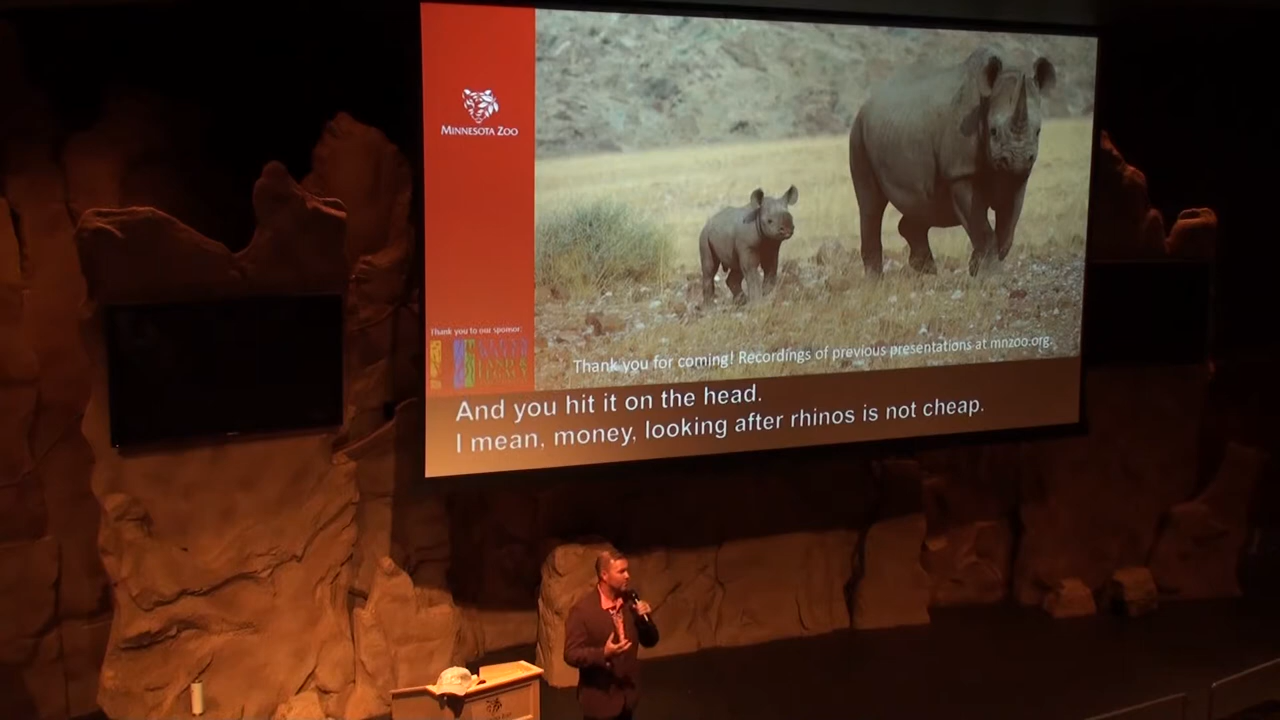 MINNESOTA ZOO
Thank you to our sponsor:
Thank you for coming! Recordings of previous presentations at mnzoo.org.
And you hit it on the head.
I mean, money, looking after rhinos is not cheap.